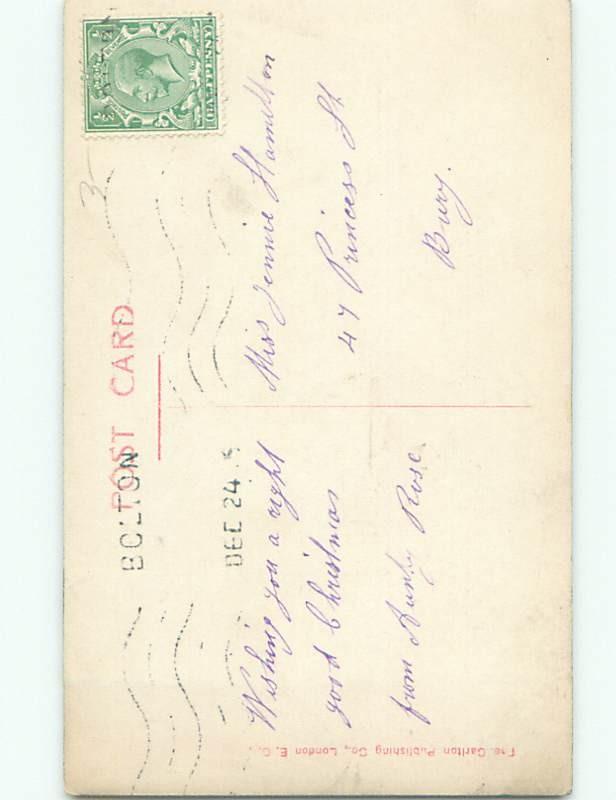 POST CARD
BOLTON
DEC 24
HALFPENNY
Wishing you a right
good Christmas
from Aunty Rose
Miss Jennie Hamilton
47 Princess St
Bury.
The Carlton Publishing Co., London E. C.